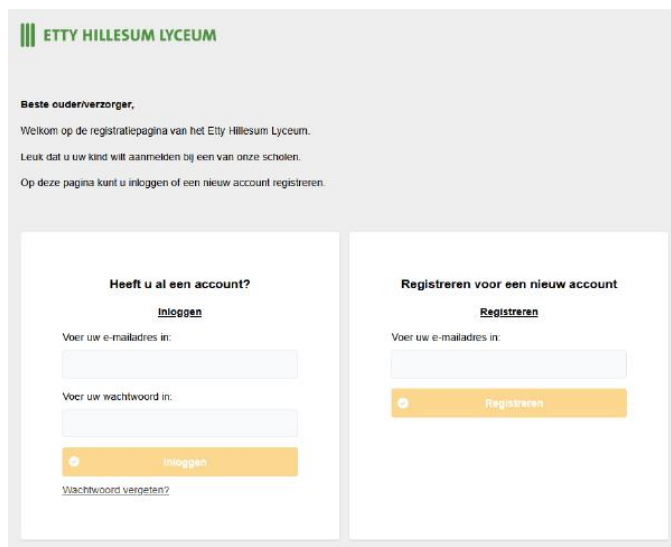 ETTY HILLESUM LYCEUM
Beste ouder/verzorger,
Welkom op de registratiepagina van het Etty Hillesum Lyceum.
Leuk dat u uw kind wilt aanmelden bij een van onze scholen.
Op deze pagina kunt u inloggen of een nieuw account registreren.
Heeft u al een account?
Inloggen
Voer uw e-mailadres in:
Voer uw wachtwoord in:
Inloggen
Wachtwoord vergeten?
Registreren voor een nieuw account
Registreren
Voer uw e-mailadres in:
Registreren